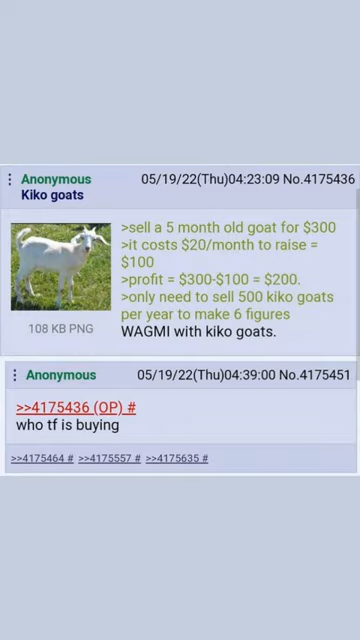 Anonymous 05/19/22(Thu)04:23:09 No.4175436
Kiko goats
>sell a 5 month old goat for $300
>it costs $20/month to raise =
$100
>profit = $300-$100 = $200.
>only need to sell 500 kiko goats
per year to make 6 figures
WAGMI with kiko goats.
108 KB PNG
Anonymous 05/19/22(Thu)04:39:00 No.4175451
>>4175436 (OP) #
who tf is buying
>>4175464 # >>4175557 # >>4175635 #